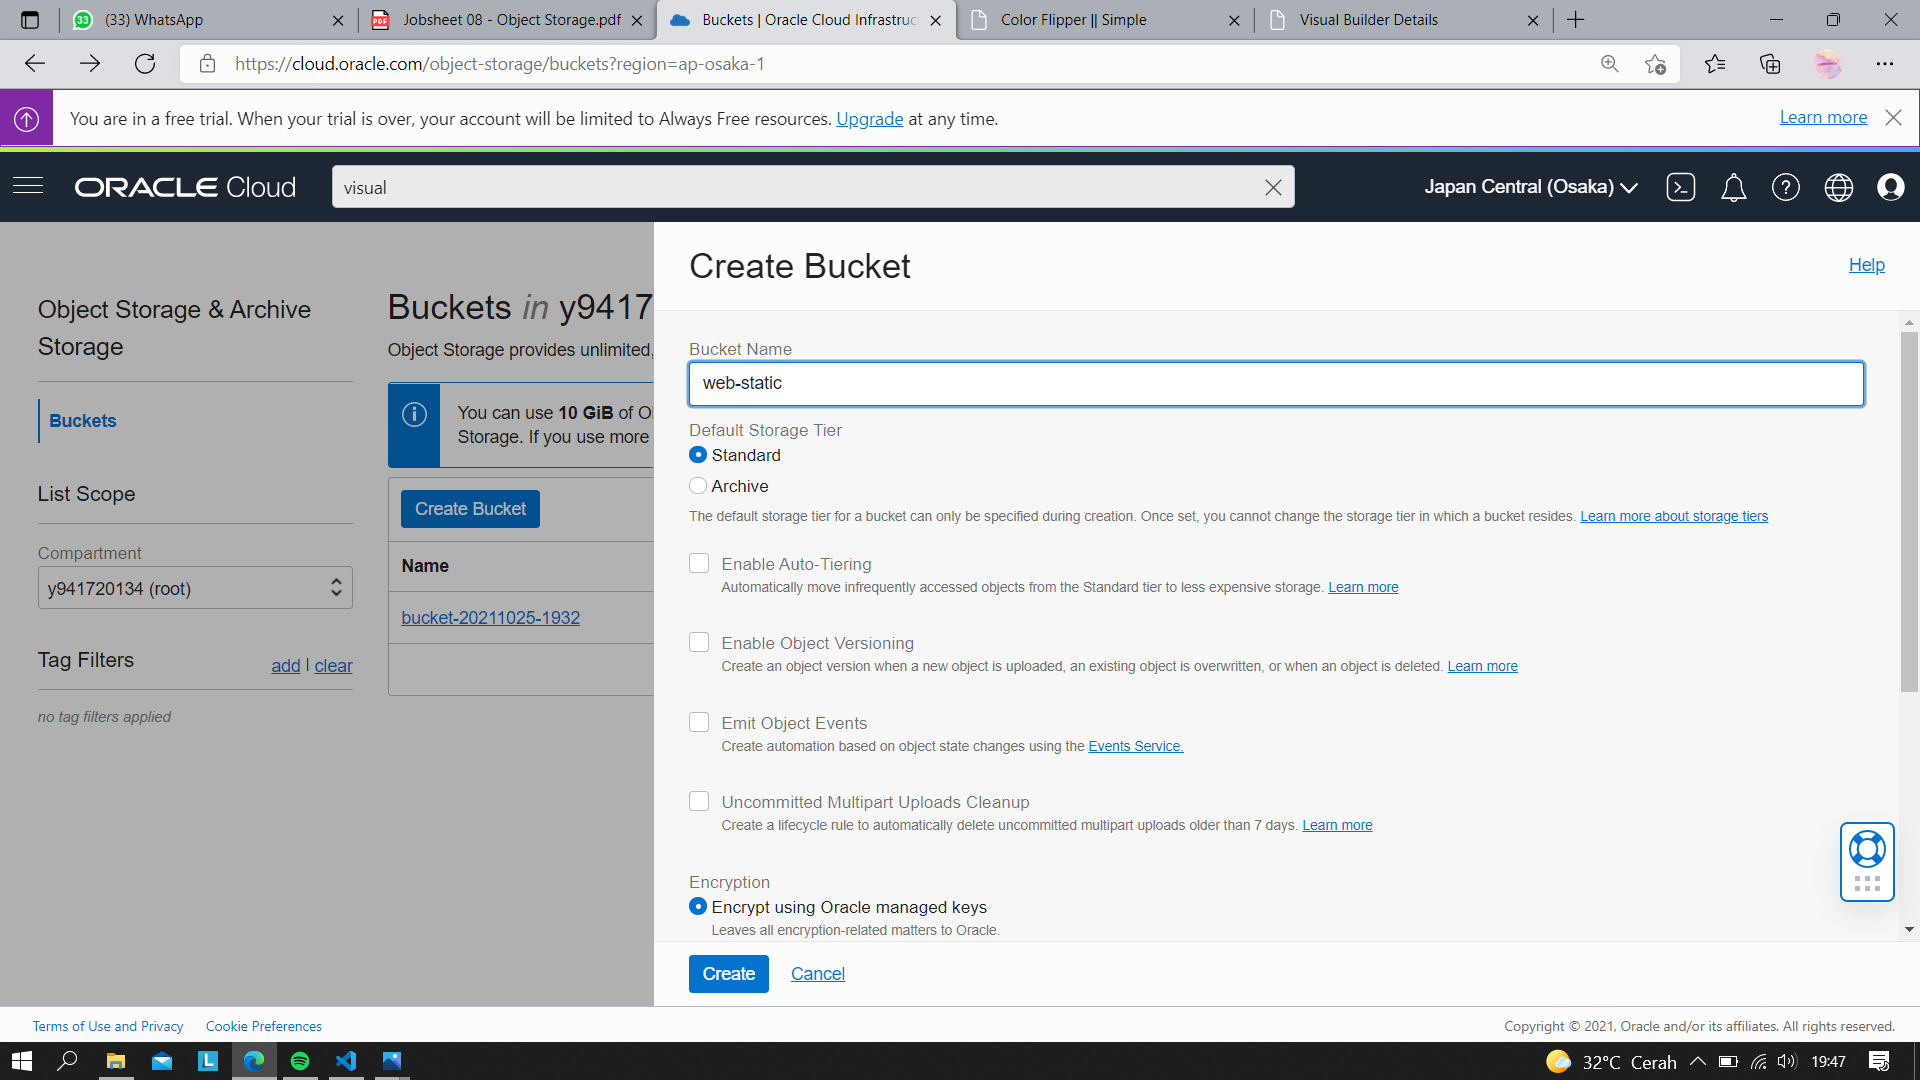 (33) WhatsApp
Jobsheet 08 - Object Storage.pdf
Buckets | Oracle Cloud Infrastruc
Color Flipper || Simple
Visual Builder Details
https://cloud.oracle.com/object-storage/buckets?region=ap-osaka-1
You are in a free trial. When your trial is over, your account will be limited to Always Free resources. Upgrade at any time.
Learn more
ORACLE Cloud
visual
Japan Central (Osaka)
Object Storage & Archive
Storage
Buckets
List Scope
Compartment
y941720134 (root)
Tag Filters
add | clear
no tag filters applied
Buckets in y9417
Object Storage provides unlimited,
You can use 10 GiB of O
Storage. If you use more
Create Bucket
Name
bucket-20211025-1932
Create Bucket
Help
Bucket Name
web-static
Default Storage Tier
Standard
Archive
The default storage tier for a bucket can only be specified during creation. Once set, you cannot change the storage tier in which a bucket resides. Learn more about storage tiers
Enable Auto-Tiering
Automatically move infrequently accessed objects from the Standard tier to less expensive storage. Learn more
Enable Object Versioning
Create an object version when a new object is uploaded, an existing object is overwritten, or when an object is deleted. Learn more
Emit Object Events
Create automation based on object state changes using the Events Service.
Uncommitted Multipart Uploads Cleanup
Create a lifecycle rule to automatically delete uncommitted multipart uploads older than 7 days. Learn more
Encryption
Encrypt using Oracle managed keys
Leaves all encryption-related matters to Oracle.
Create
Cancel
Terms of Use and Privacy
Cookie Preferences
Copyright © 2021, Oracle and/or its affiliates. All rights reserved.
32°C Cerah
19:47